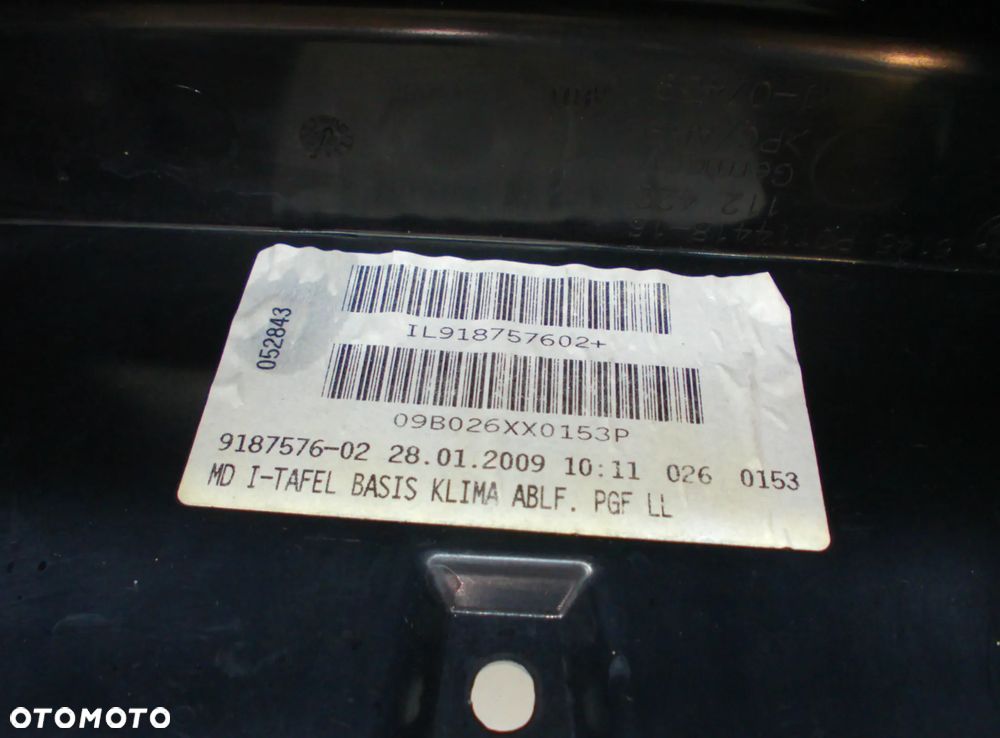 052843
IL918757602+
09B026XX0153P
9187576-02 28.01.2009 10:11 026 0153
MD I-TAFEL BASIS KLIMA ABLF. PGF LL
OTOMOTO